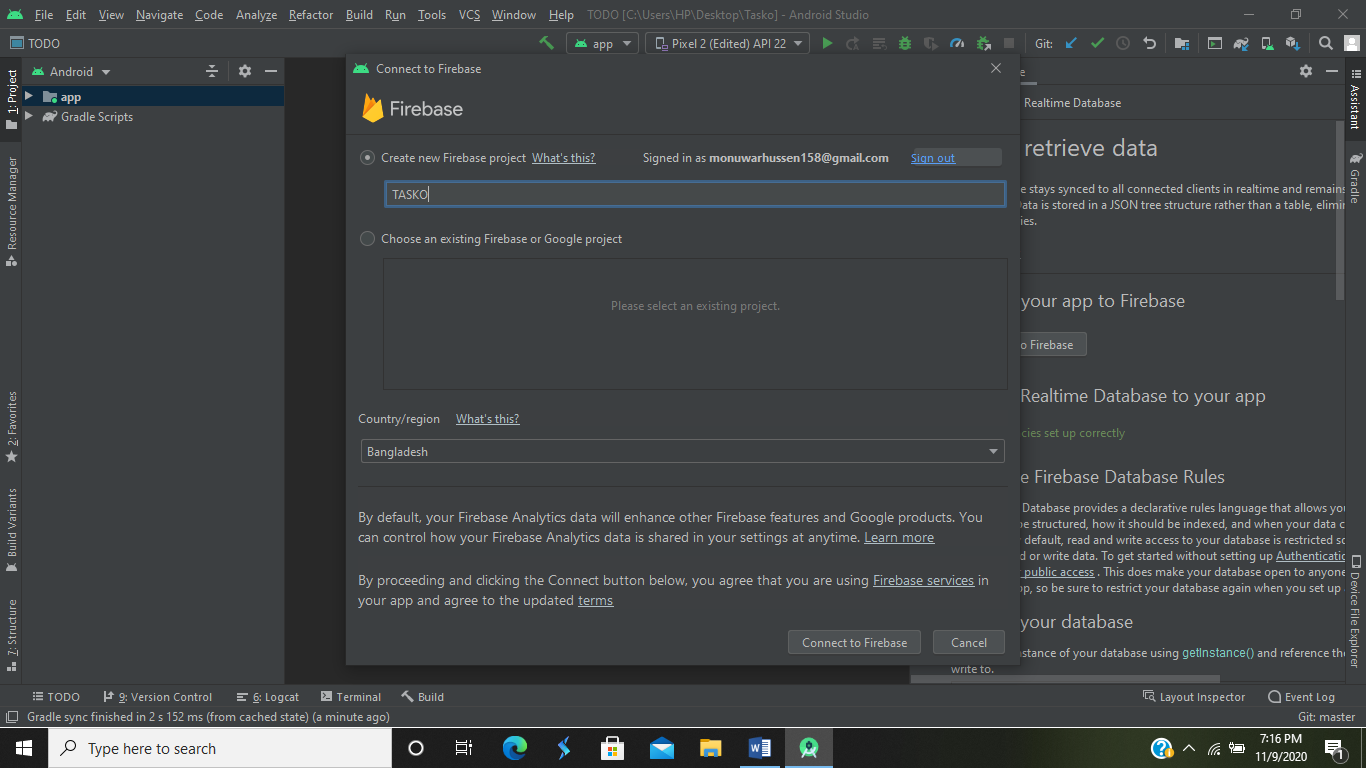 File Edit View Navigate Code Analyze Refactor Build Run Tools VCS Window Help TODO [C:\Users\HP\Desktop\Tasko] - Android Studio
TODO app Pixel 2 (Edited) API 22 Git:
Android
app
Gradle Scripts
1: Project
Resource Manager
2: Favorites
Build Variants
7: Structure
Connect to Firebase
Firebase
Create new Firebase project What's this? Signed in as monuwarhussen158@gmail.com Sign out
TASKO
Choose an existing Firebase or Google project
Please select an existing project.
Country/region What's this?
Bangladesh
By default, your Firebase Analytics data will enhance other Firebase features and Google products. You
can control how your Firebase Analytics data is shared in your settings at anytime. Learn more
By proceeding and clicking the Connect button below, you agree that you are using Firebase services in
your app and agree to the updated terms
Connect to Firebase Cancel
Realtime Database
retrieve data
e stays synced to all connected clients in realtime and remains
ata is stored in a JSON tree structure rather than a table, elimi
ies.
your app to Firebase
o Firebase
Realtime Database to your app
cies set up correctly
e Firebase Database Rules
Database provides a declarative rules language that allows you
be structured, how it should be indexed, and when your data c
default, read and write access to your database is restricted so
d or write data. To get started without setting up Authenticatio
public access . This does make your database open to anyone
p, so be sure to restrict your database again when you set up
your database
nstance of your database using getInstance() and reference the
write to.
Assistant
Gradle
Device File Explorer
TODO 9: Version Control 6: Logcat Terminal Build Layout Inspector Event Log
Gradle sync finished in 2 s 152 ms (from cached state) (a minute ago) Git: master
Type here to search
7:16 PM
11/9/2020
1